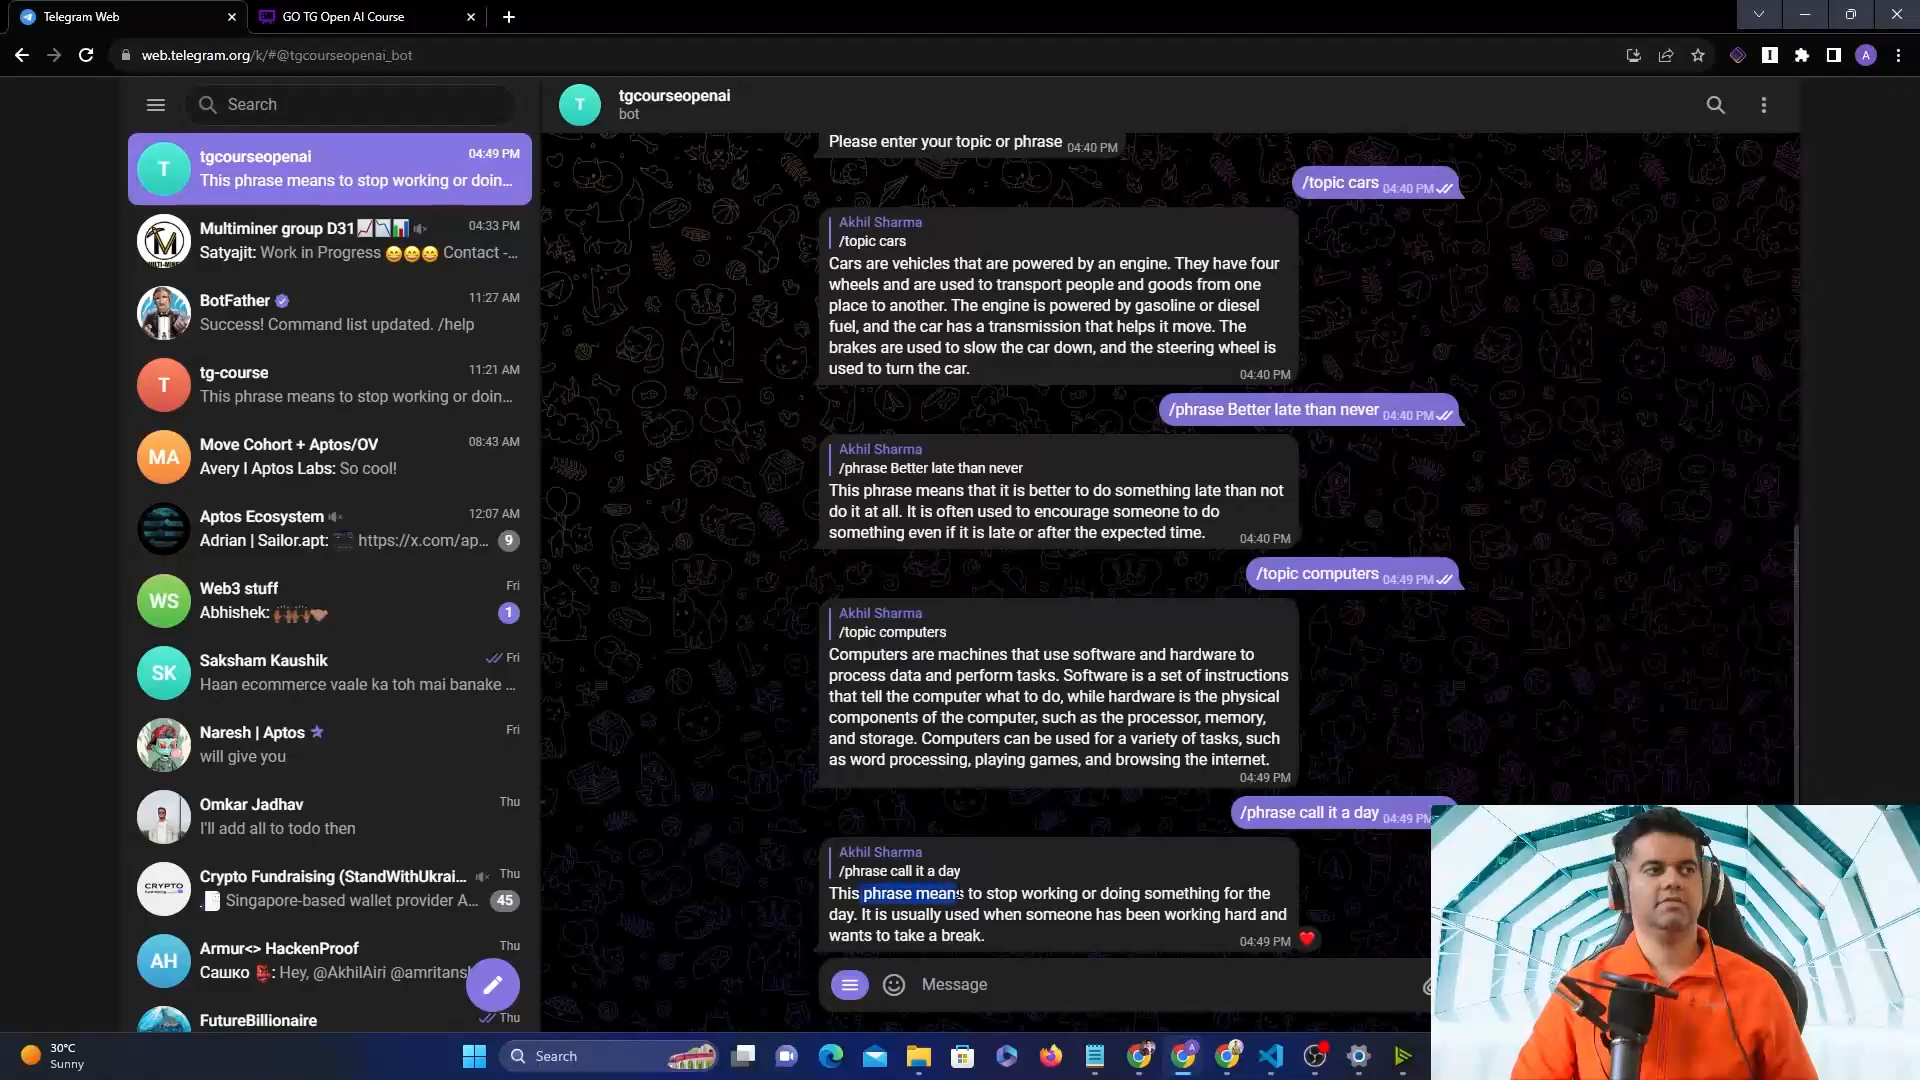 Telegram Web
GO TG Open AI Course
web.telegram.org/k/#@tgcourseopenai_bot
A
Search
T
tgcourseopenai
04:49 PM
This phrase means to stop working or doin...
Multiminer group D31
04:33 PM
Satyajit: Work in Progress 😄😄😄 Contact -...
BotFather
11:27 AM
Success! Command list updated. /help
T
tg-course
11:21 AM
This phrase means to stop working or doin...
MA
Move Cohort + Aptos/OV
08:43 AM
Avery I Aptos Labs: So cool!
Aptos Ecosystem
12:07 AM
Adrian | Sailor.apt: https://x.com/ap...
9
WS
Web3 stuff
Fri
Abhishek:
1
SK
Saksham Kaushik
Fri
Haan ecommerce vaale ka toh mai banake ...
Naresh | Aptos
Fri
will give you
Omkar Jadhav
Thu
I'll add all to todo then
CRYPTO
Crypto Fundraising (StandWithUkrai...
Thu
Singapore-based wallet provider A...
45
AH
Armur<> HackenProof
Thu
Сашко: Hey, @AkhilAiri @amritans
FutureBillionaire
Thu
T
tgcourseopenai
bot
Please enter your topic or phrase 04:40 PM
/topic cars 04:40 PM
Akhil Sharma
/topic cars
Cars are vehicles that are powered by an engine. They have four
wheels and are used to transport people and goods from one
place to another. The engine is powered by gasoline or diesel
fuel, and the car has a transmission that helps it move. The
brakes are used to slow the car down, and the steering wheel is
used to turn the car.
04:40 PM
/phrase Better late than never 04:40 PM
Akhil Sharma
/phrase Better late than never
This phrase means that it is better to do something late than not
do it at all. It is often used to encourage someone to do
something even if it is late or after the expected time.
04:40 PM
/topic computers 04:49 PM
Akhil Sharma
/topic computers
Computers are machines that use software and hardware to
process data and perform tasks. Software is a set of instructions
that tell the computer what to do, while hardware is the physical
components of the computer, such as the processor, memory,
and storage. Computers can be used for a variety of tasks, such
as word processing, playing games, and browsing the internet.
04:49 PM
/phrase call it a day 04:49 PM
Akhil Sharma
/phrase call it a day
This phrase means to stop working or doing something for the
day. It is usually used when someone has been working hard and
wants to take a break.
04:49 PM
Message
30°C
Sunny
Search